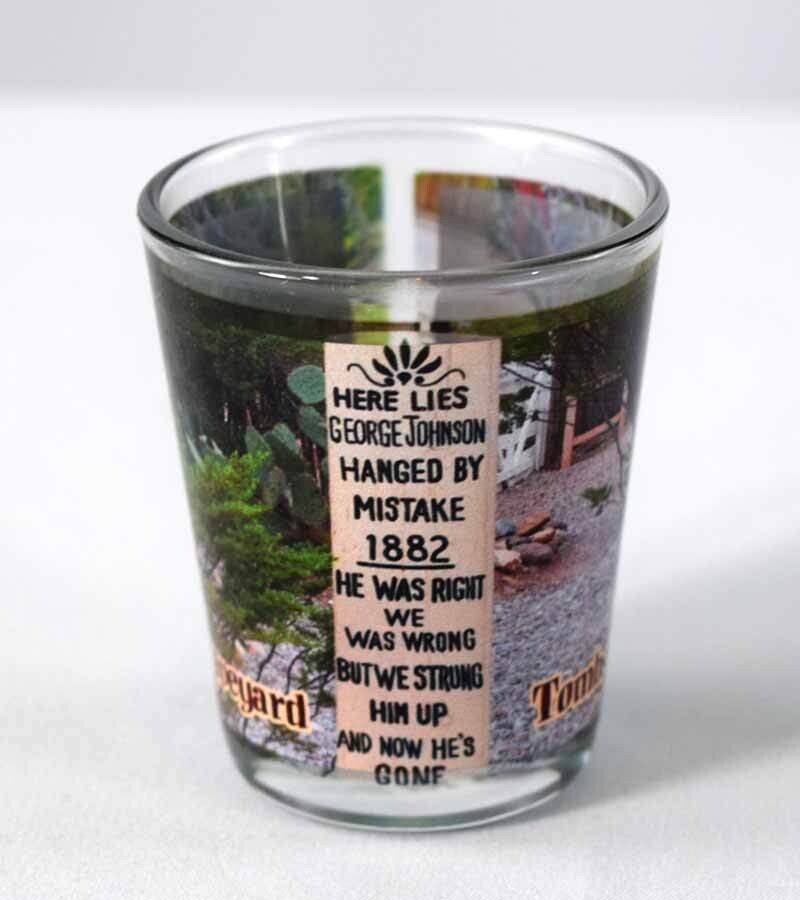 HERE LIES
GEORGE JOHNSON
HANGED BY
MISTAKE
1882
HE WAS RIGHT
WE
WAS WRONG
BUT WE STRUNG
HIM UP
AND NOW HE'S
GONE